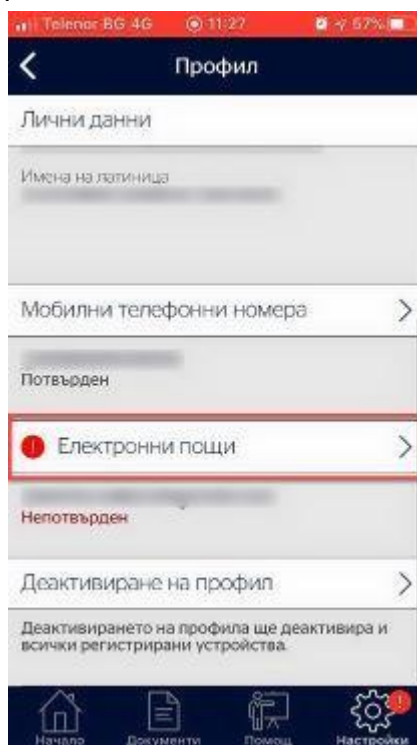 Telenor BG 4G 11:27 57%
Профил
Лични данни
Имена на латиница
Мобилни телефонни номера
Потвърден
! Електронни пощи
Непотвърден
Деактивиране на профил
Деактивирането на профила ще деактивира и
всички регистрирани устройства.
Начало Документи Помощ Настройки